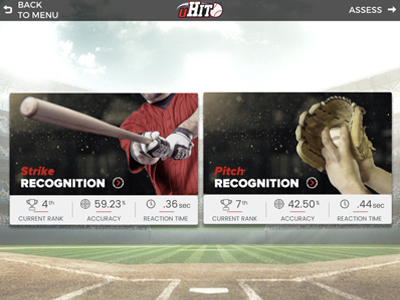 BACK
TO MENU
uHIT
ASSESS
Strike
RECOGNITION
4th
59.23%
.36sec
CURRENT RANK
ACCURACY
REACTION TIME
Pitch
RECOGNITION
7th
42.50%
.44sec
CURRENT RANK
ACCURACY
REACTION TIME